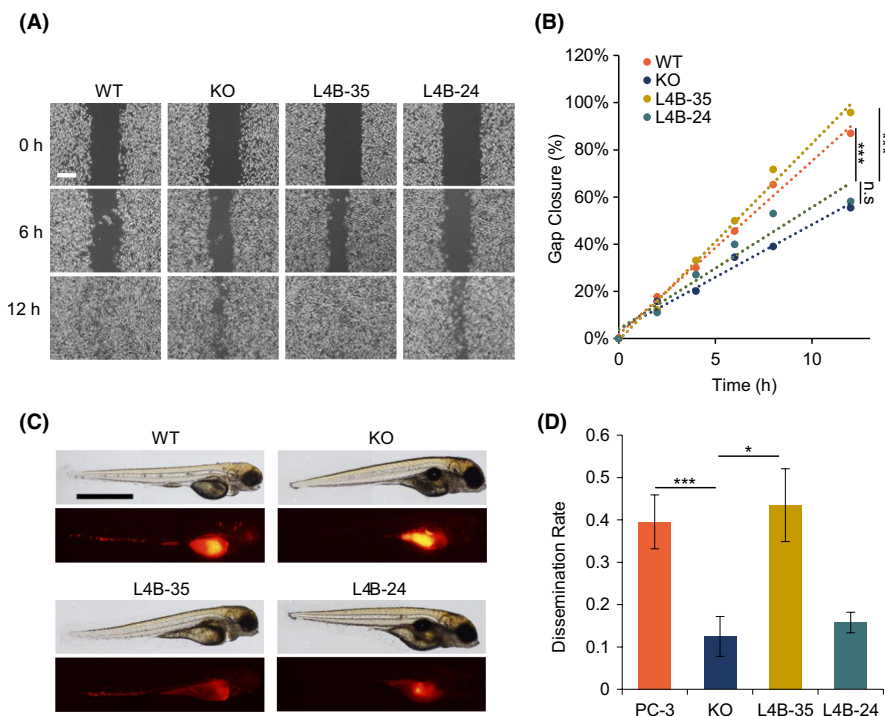 (A)
WT KO L4B-35 L4B-24
0 h
6 h
12 h
(B)
120%
100%
80%
60%
40%
20%
0%
Gap Closure (%)
WT
KO
L4B-35
L4B-24
***
n.s
0 5 10
Time (h)
(C)
WT KO
L4B-35 L4B-24
(D)
0.6
0.5
0.4
0.3
0.2
0.1
0
Dissemination Rate
***
*
PC-3 KO L4B-35 L4B-24